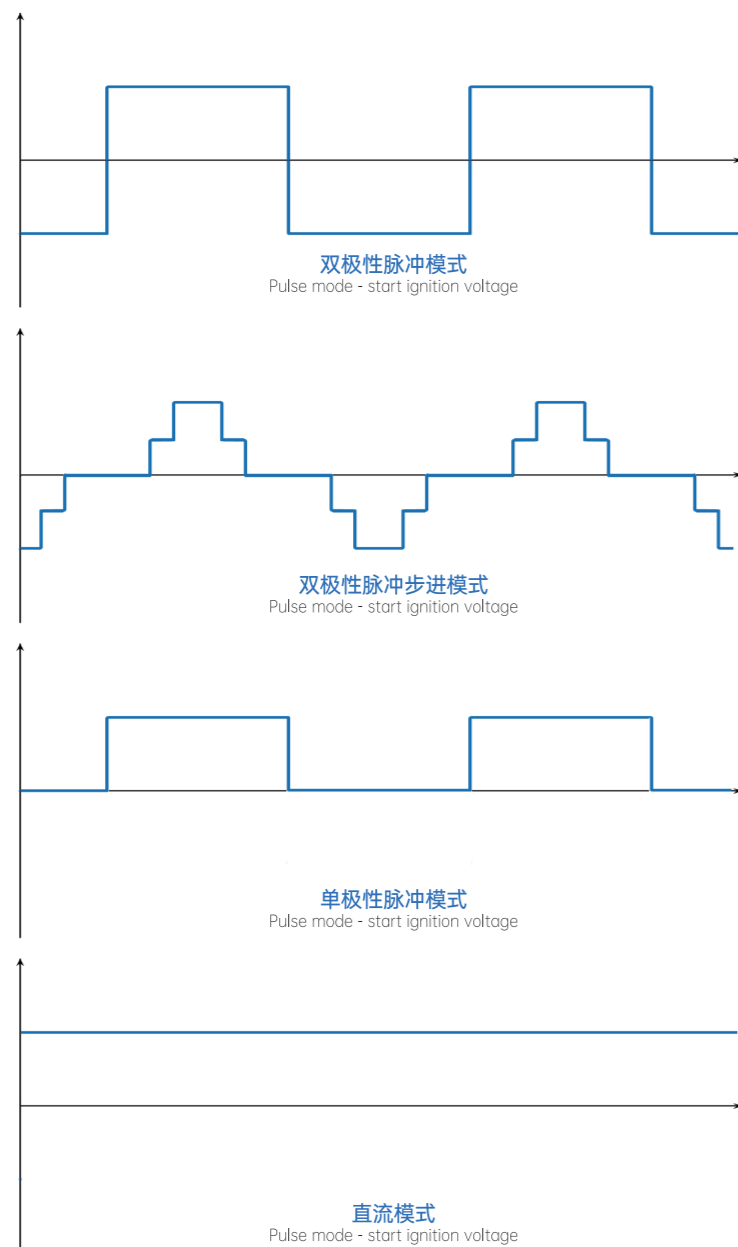 双极性脉冲模式
Pulse mode - start ignition voltage
双极性脉冲步进模式
Pulse mode - start ignition voltage
单极性脉冲模式
Pulse mode - start ignition voltage
直流模式
Pulse mode - start ignition voltage